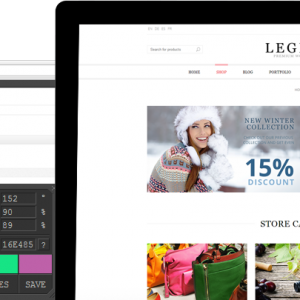 Search for products
LEG
HOME SHOP BLOG PORTFOLIO
NEW WINTER
COLLECTION
15%
DISCOUNT
STORE CA
152 °
90 %
89 %
16E485 ?
ES SAVE